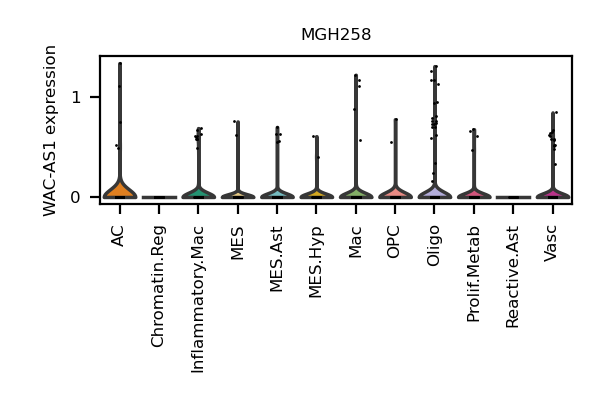 MGH258
WAC-AS1 expression
1
0
AC
Chromatin.Reg
Inflammatory.Mac
MES
MES.Ast
MES.Hyp
Mac
OPC
Oligo
Prolif.Metab
Reactive.Ast
Vasc